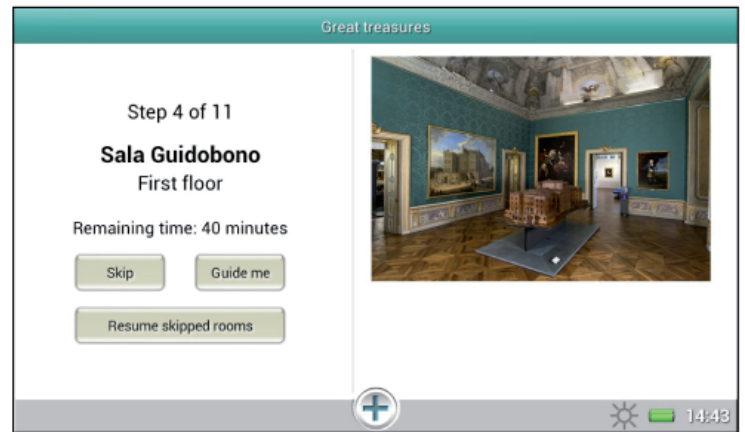 Great treasures
Step 4 of 11
Sala Guidobono
First floor
Remaining time: 40 minutes
Skip
Guide me
Resume skipped rooms
14:43